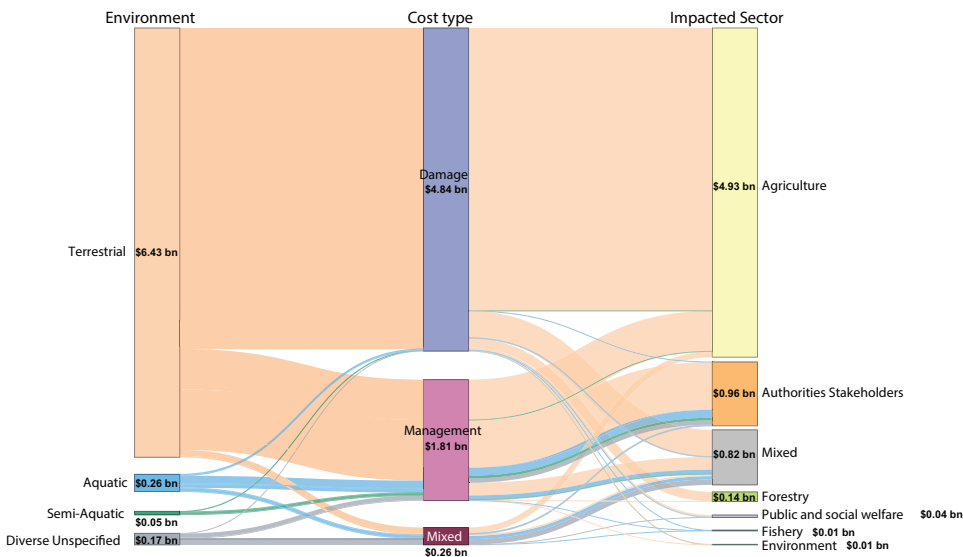 Environment
Cost type
Impacted Sector
Terrestrial
$6.43 bn
Aquatic
$0.26 bn
Semi-Aquatic
$0.05 bn
Diverse Unspecified
$0.17 bn
Damage
$4.84 bn
Management
$1.81 bn
Mixed
$0.26 bn
$4.93 bn
Agriculture
$0.96 bn
Authorities Stakeholders
$0.82 bn
Mixed
$0.14 bn
Forestry
Public and social welfare $0.04 bn
Fishery $0.01 bn
Environment $0.01 bn